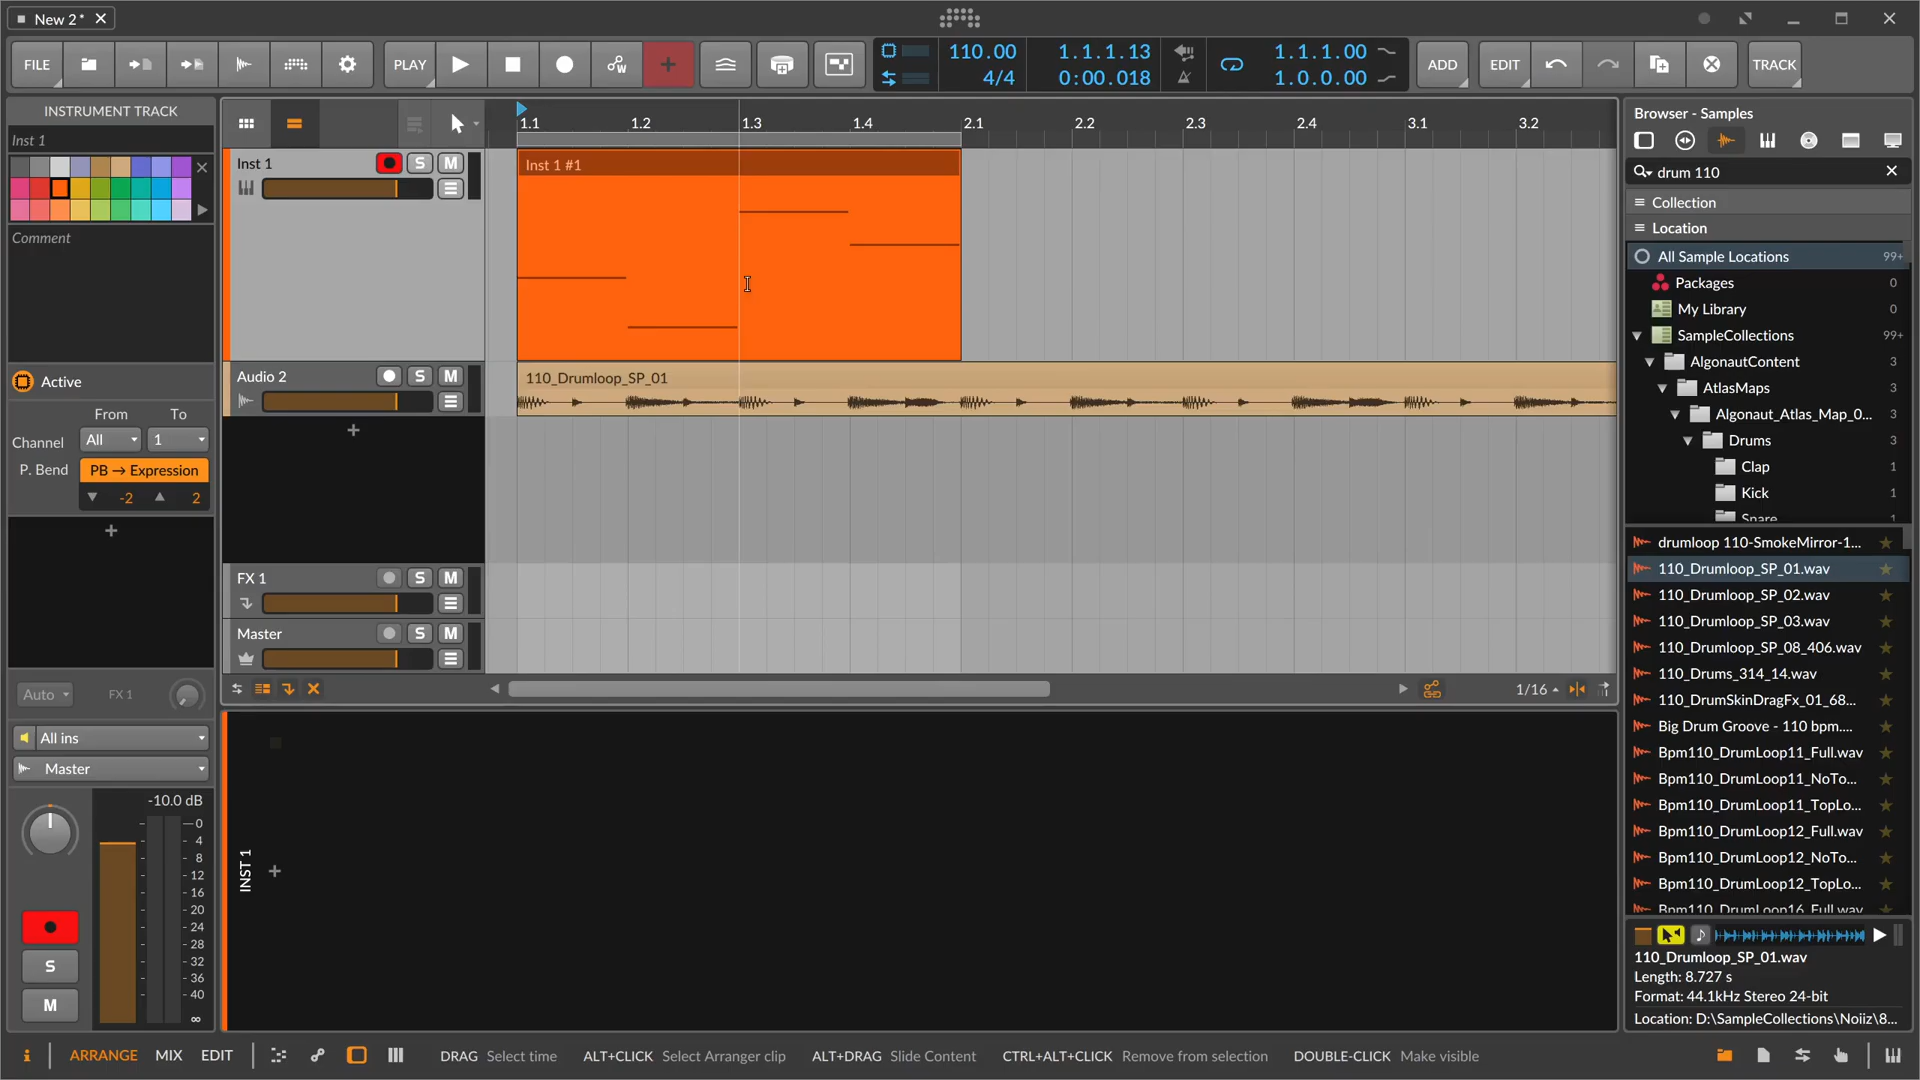 New 2*
FILE
PLAY
110.00
4/4
1.1.1.13
0:00.018
1.1.1.00
1.0.0.00
ADD
EDIT
TRACK
INSTRUMENT TRACK
Inst 1
Comment
Active
From
To
Channel
All
1
P. Bend
PB → Expression
-2
2
Auto
FX 1
All ins
Master
-10.0 dB
0
4
8
12
16
20
24
28
32
36
40
∞
S
M
1.1
1.2
1.3
1.4
2.1
2.2
2.3
2.4
3.1
3.2
Inst 1
S
M
Inst 1 #1
Audio 2
S
M
110_Drumloop_SP_01
FX 1
S
M
Master
S
M
1/16
INST 1
Browser - Samples
drum 110
Collection
Location
All Sample Locations
99+
Packages
0
My Library
0
SampleCollections
99+
AlgonautContent
3
AtlasMaps
3
Algonaut_Atlas_Map_0...
3
Drums
3
Clap
1
Kick
1
Snare
1
drumloop 110-SmokeMirror-1...
110_Drumloop_SP_01.wav
110_Drumloop_SP_02.wav
110_Drumloop_SP_03.wav
110_Drumloop_SP_08_406.wav
110_Drums_314_14.wav
110_DrumSkinDragFx_01_68...
Big Drum Groove - 110 bpm....
Bpm110_DrumLoop11_Full.wav
Bpm110_DrumLoop11_NoTo...
Bpm110_DrumLoop11_TopLo...
Bpm110_DrumLoop12_Full.wav
Bpm110_DrumLoop12_NoTo...
Bpm110_DrumLoop12_TopLo...
Bpm110_DrumLoop16_Full.wav
110_Drumloop_SP_01.wav
Length: 8.727 s
Format: 44.1kHz Stereo 24-bit
Location: D:\SampleCollections\Noiiz\8...
i
ARRANGE
MIX
EDIT
DRAG Select time
ALT+CLICK Select Arranger clip
ALT+DRAG Slide Content
CTRL+ALT+CLICK Remove from selection
DOUBLE-CLICK Make visible